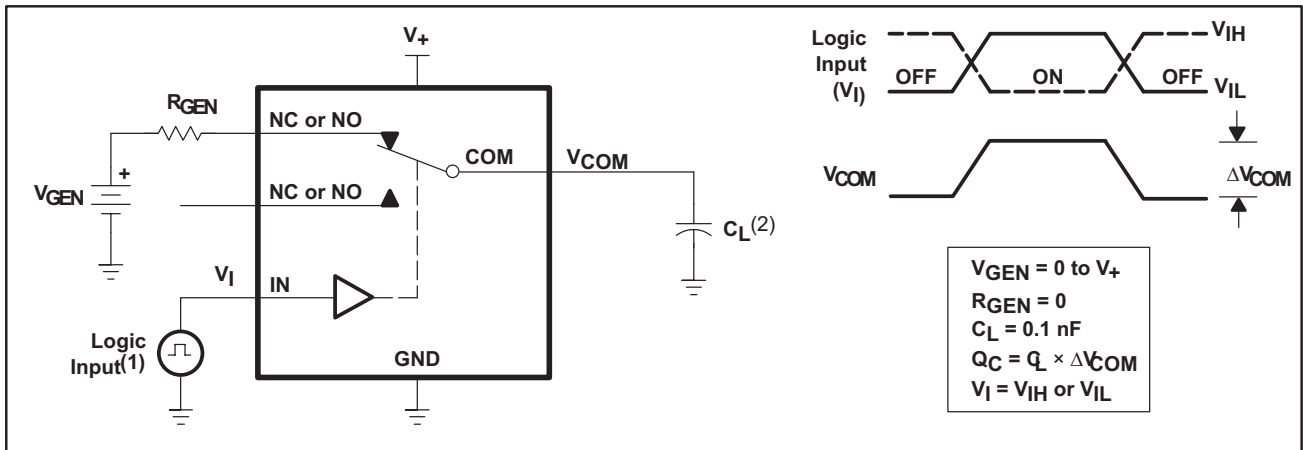 V+
RGEN
NC or NO
COM
VCOM
VGEN
+
NC or NO
CL(2)
VI
IN
Logic
Input(1)
GND
Logic
Input
(VI)
OFF
ON
OFF
VIH
VIL
VCOM
ΔVCOM
VGEN = 0 to V+
RGEN = 0
CL = 0.1 nF
QC = CL × ΔVCOM
VI = VIH or VIL